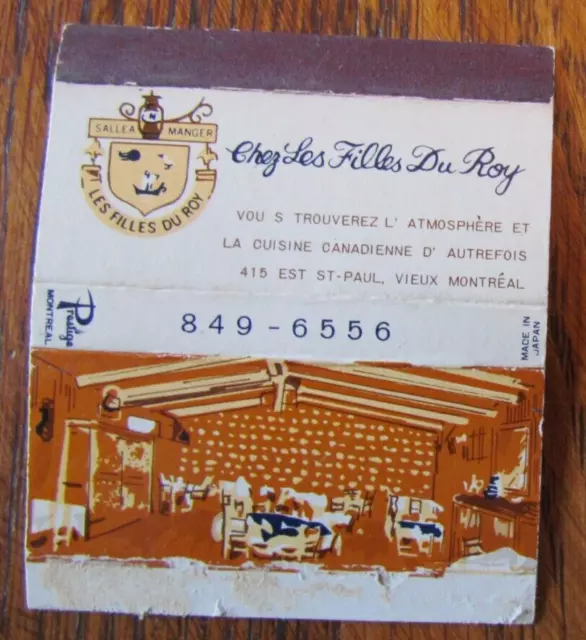 SALLE A MANGER
LES FILLES DU ROY
Chez Les Filles Du Roy
VOU S TROUVEREZ L' ATMOSPHÈRE ET
LA CUISINE CANADIENNE D' AUTREFOIS
415 EST ST-PAUL, VIEUX MONTRÉAL
Prestige
MONTREAL
849-6556
MADE IN
JAPAN